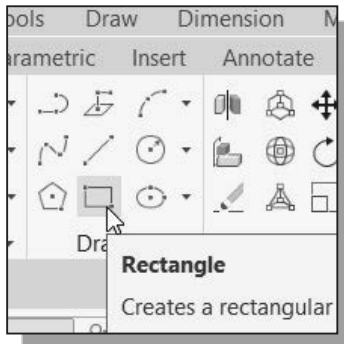 ools Draw Dimension M
arametric Insert Annotate
Dra
Rectangle
Creates a rectangular